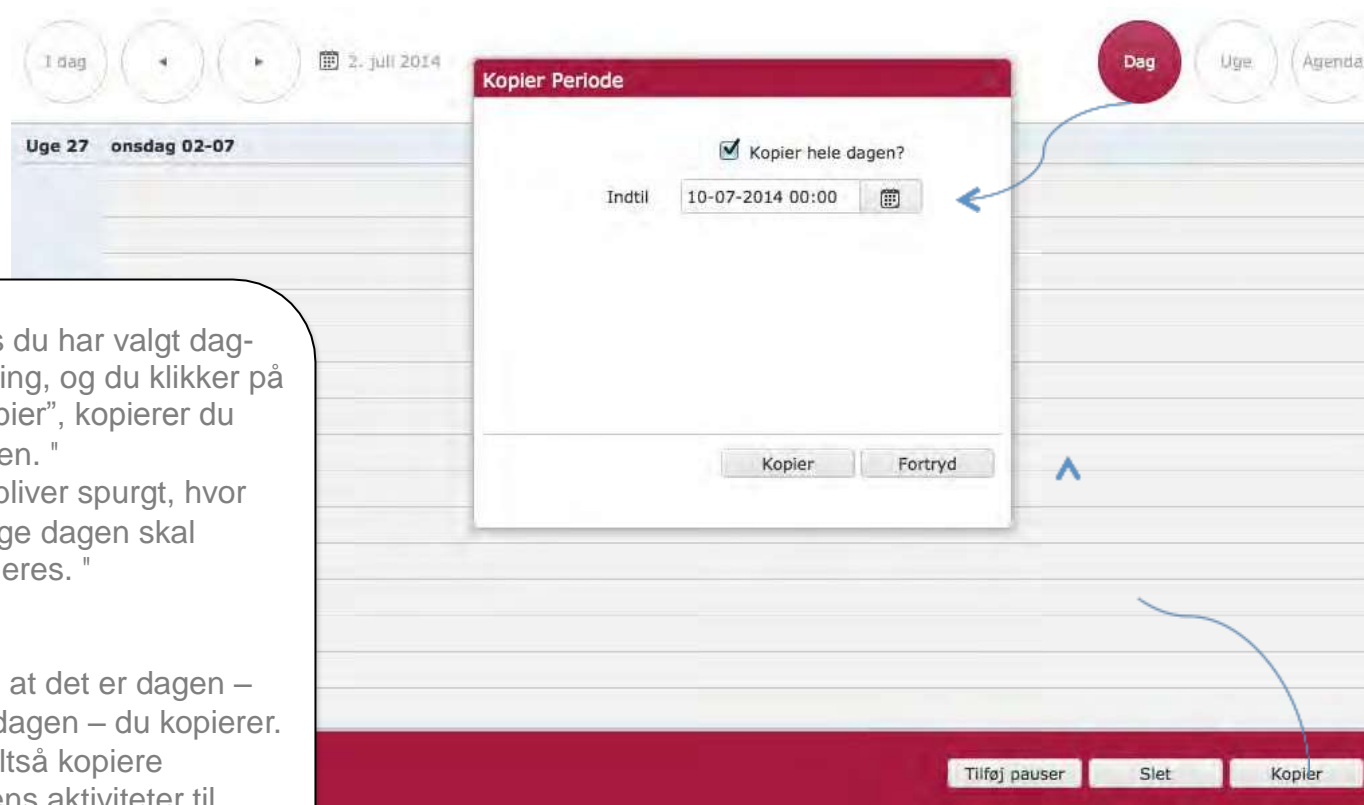 I dag
2. juli 2014
Dag
Uge
Agenda
Kopier Periode
Uge 27 onsdag 02-07
Kopier hele dagen?
Indtil 10-07-2014 00:00
Kopier
Fortryd
s du har valgt dag-
ing, og du klikker på
pier”, kopierer du
en. "
bliver spurgt, hvor
ge dagen skal
eres. "
at det er dagen –
dagen – du kopierer.
ltså kopiere
ens aktiviteter til
Tilføj pauser
Slet
Kopier